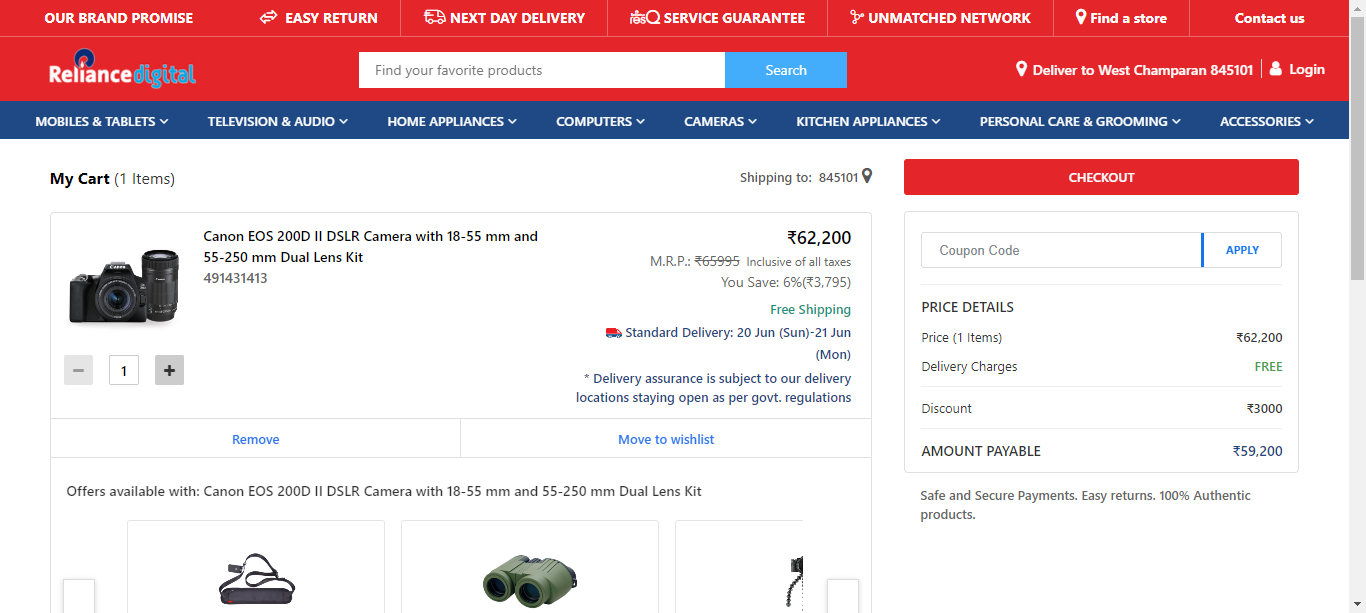 OUR BRAND PROMISE
EASY RETURN
NEXT DAY DELIVERY
resQ SERVICE GUARANTEE
UNMATCHED NETWORK
Find a store
Contact us
Reliance digital
Find your favorite products
Search
Deliver to West Champaran 845101
Login
MOBILES & TABLETS
TELEVISION & AUDIO
HOME APPLIANCES
COMPUTERS
CAMERAS
KITCHEN APPLIANCES
PERSONAL CARE & GROOMING
ACCESSORIES
My Cart (1 Items)
Shipping to: 845101
CHECKOUT
Canon EOS 200D II DSLR Camera with 18-55 mm and
55-250 mm Dual Lens Kit
491431413
₹62,200
M.R.P.: ₹65995 Inclusive of all taxes
You Save: 6%(₹3,795)
Free Shipping
Standard Delivery: 20 Jun (Sun)-21 Jun
(Mon)
* Delivery assurance is subject to our delivery
locations staying open as per govt. regulations
− 1 +
Remove
Move to wishlist
Offers available with: Canon EOS 200D II DSLR Camera with 18-55 mm and 55-250 mm Dual Lens Kit
Coupon Code
APPLY
PRICE DETAILS
Price (1 Items) ₹62,200
Delivery Charges FREE
Discount ₹3000
AMOUNT PAYABLE ₹59,200
Safe and Secure Payments. Easy returns. 100% Authentic
products.